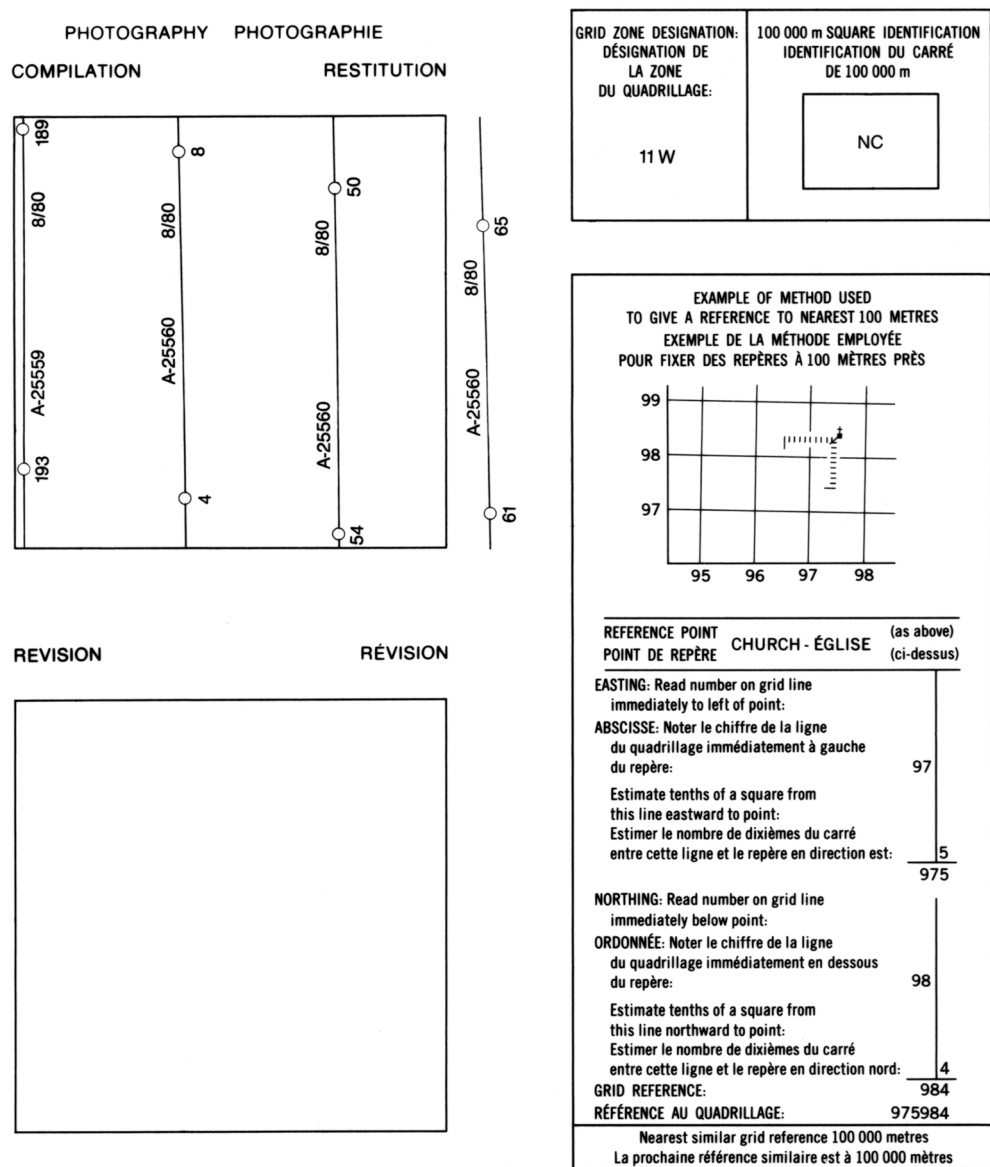 PHOTOGRAPHY PHOTOGRAPHIE
COMPILATION RESTITUTION
189
8/80
A-25559
193
8
8/80
A-25560
4
50
8/80
A-25560
54
65
8/80
A-25560
61
REVISION RÉVISION
GRID ZONE DESIGNATION:
DÉSIGNATION DE
LA ZONE
DU QUADRILLAGE:
11 W
100 000 m SQUARE IDENTIFICATION
IDENTIFICATION DU CARRÉ
DE 100 000 m
NC
EXAMPLE OF METHOD USED
TO GIVE A REFERENCE TO NEAREST 100 METRES
EXEMPLE DE LA MÉTHODE EMPLOYÉE
POUR FIXER DES REPÈRES À 100 MÈTRES PRÈS
99
98
97
95 96 97 98
REFERENCE POINT
POINT DE REPÈRE
CHURCH - ÉGLISE
(as above)
(ci-dessus)
EASTING: Read number on grid line
immediately to left of point:
ABSCISSE: Noter le chiffre de la ligne
du quadrillage immédiatement à gauche
du repère: 97
Estimate tenths of a square from
this line eastward to point:
Estimer le nombre de dixièmes du carré
entre cette ligne et le repère en direction est: 5
975
NORTHING: Read number on grid line
immediately below point:
ORDONNÉE: Noter le chiffre de la ligne
du quadrillage immédiatement en dessous
du repère: 98
Estimate tenths of a square from
this line northward to point:
Estimer le nombre de dixièmes du carré
entre cette ligne et le repère en direction nord: 4
GRID REFERENCE: 984
RÉFÉRENCE AU QUADRILLAGE: 975984
Nearest similar grid reference 100 000 metres
La prochaine référence similaire est à 100 000 mètres